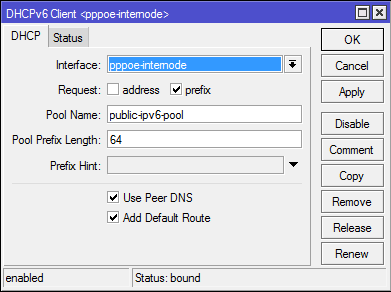 DHCPv6 Client <pppoe-internode>
DHCP Status
Interface: pppoe-internode
Request: address prefix
Pool Name: public-ipv6-pool
Pool Prefix Length: 64
Prefix Hint:
Use Peer DNS
Add Default Route
OK
Cancel
Apply
Disable
Comment
Copy
Remove
Release
Renew
enabled Status: bound